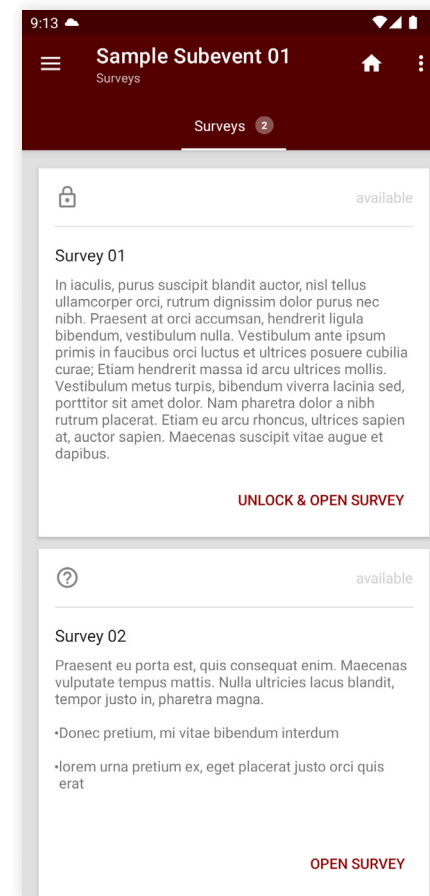 9:13
Sample Subevent 01
Surveys
Surveys 2
available
Survey 01
In iaculis, purus suscipit blandit auctor, nisl tellus
ullamcorper orci, rutrum dignissim dolor purus nec
nibh. Praesent at orci accumsan, hendrerit ligula
bibendum, vestibulum nulla. Vestibulum ante ipsum
primis in faucibus orci luctus et ultrices posuere cubilia
curae; Etiam hendrerit massa id arcu ultrices mollis.
Vestibulum metus turpis, bibendum viverra lacinia sed,
porttitor sit amet dolor. Nam pharetra dolor a nibh
rutrum placerat. Etiam eu arcu rhoncus, ultrices sapien
at, auctor sapien. Maecenas suscipit vitae augue et
dapibus.
UNLOCK & OPEN SURVEY
available
Survey 02
Praesent eu porta est, quis consequat enim. Maecenas
vulputate tempus mattis. Nulla ultricies lacus blandit,
tempor justo in, pharetra magna.
•Donec pretium, mi vitae bibendum interdum
•lorem urna pretium ex, eget placerat justo orci quis
erat
OPEN SURVEY